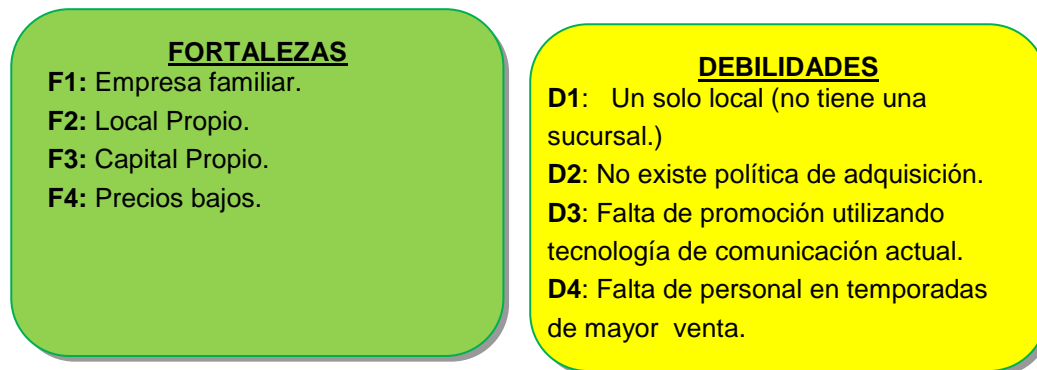 FORTALEZAS
F1: Empresa familiar.
F2: Local Propio.
F3: Capital Propio.
F4: Precios bajos.
DEBILIDADES
D1: Un solo local (no tiene una
sucursal.)
D2: No existe política de adquisición.
D3: Falta de promoción utilizando
tecnología de comunicación actual.
D4: Falta de personal en temporadas
de mayor venta.